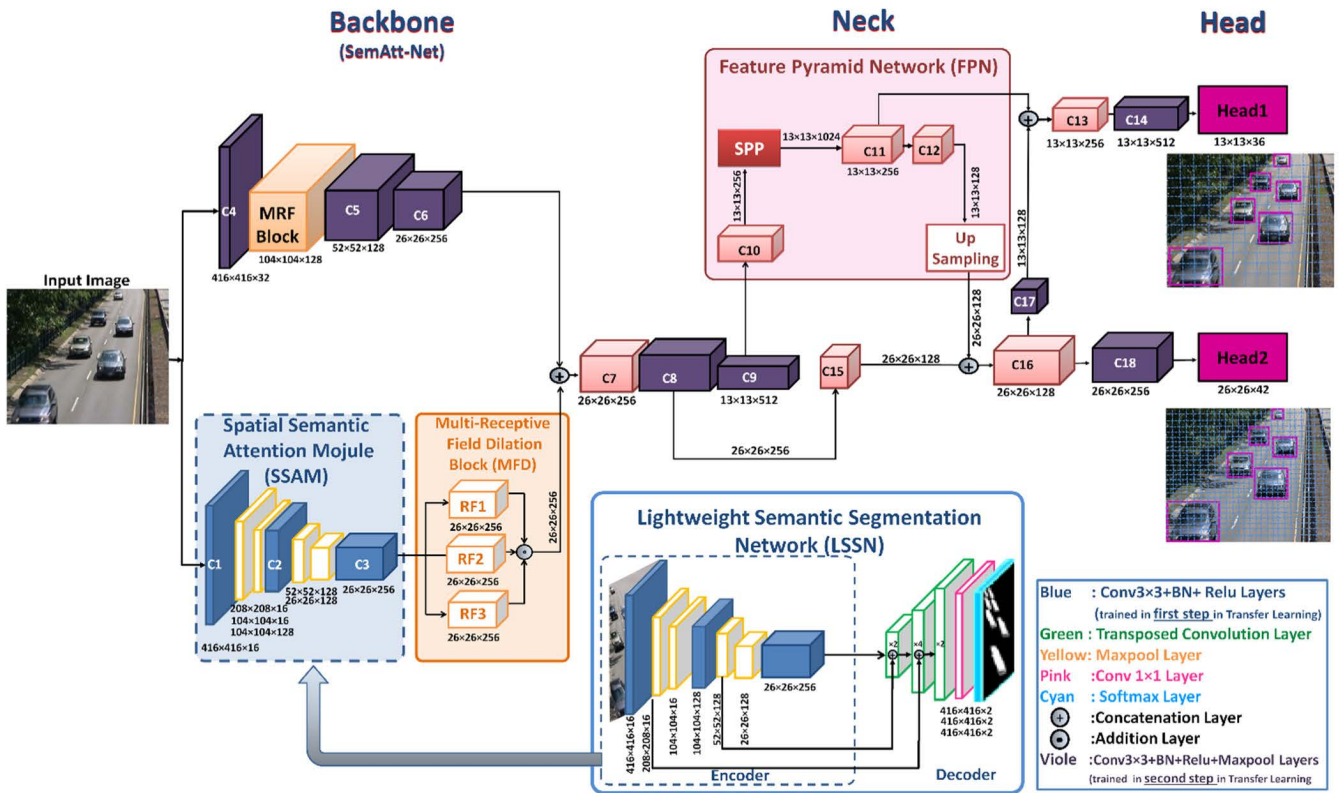 Backbone
(SemAtt-Net)
Neck
Head
Feature Pyramid Network (FPN)
C4
MRF
Block
C5
C6
416×416×32
104×104×128
52×52×128
26×26×256
SPP
13×13×1024
C11
C12
13×13×256
13×13×256
13×13×128
C10
Up
Sampling
26×26×128
C13
C14
Head1
13×13×256
13×13×512
13×13×36
13×13×128
C17
Input Image
C7
C8
C9
26×26×256
13×13×512
C15
26×26×128
26×26×256
C16
C18
Head2
26×26×128
26×26×256
26×26×42
Spatial Semantic
Attention Mojule
(SSAM)
C1
C2
C3
208×208×16
104×104×16
104×104×128
52×52×128
26×26×128
26×26×256
416×416×16
Multi-Receptive
Field Dilation
Block (MFD)
RF1
26×26×256
RF2
26×26×256
RF3
26×26×256
26×26×256
Lightweight Semantic Segmentation
Network (LSSN)
416×416×16
208×208×16
104×104×16
104×104×128
52×52×128
26×26×128
26×26×256
×2
×4
×2
416×416×2
416×416×2
416×416×2
Encoder
Decoder
Blue : Conv3×3+BN+ Relu Layers
(trained in first step in Transfer Learning)
Green : Transposed Convolution Layer
Yellow: Maxpool Layer
Pink :Conv 1×1 Layer
Cyan : Softmax Layer
+ :Concatenation Layer
• :Addition Layer
Viole :Conv3×3+BN+Relu+Maxpool Layers
(trained in second step in Transfer Learning